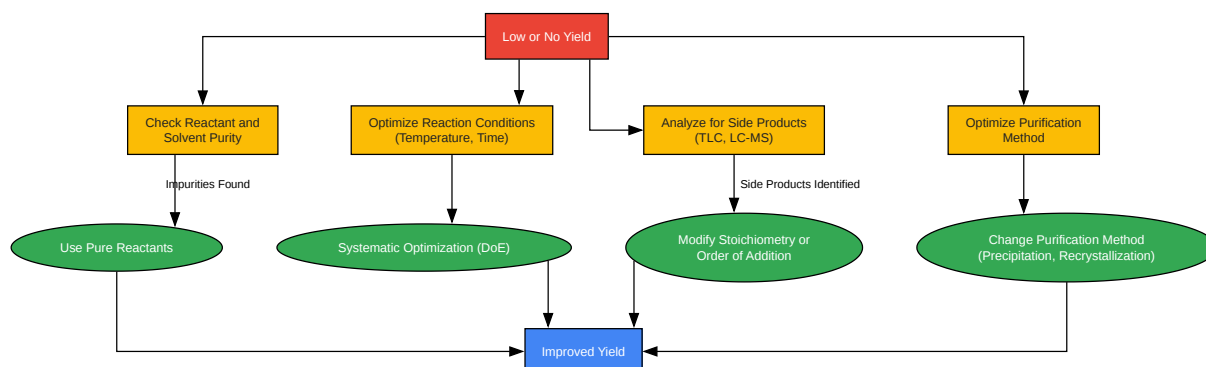 Low or No Yield
Check Reactant and
Solvent Purity
Optimize Reaction Conditions
(Temperature, Time)
Analyze for Side Products
(TLC, LC-MS)
Optimize Purification
Method
Impurities Found
Side Products Identified
Use Pure Reactants
Systematic Optimization (DoE)
Modify Stoichiometry or
Order of Addition
Change Purification Method
(Precipitation, Recrystallization)
Improved Yield